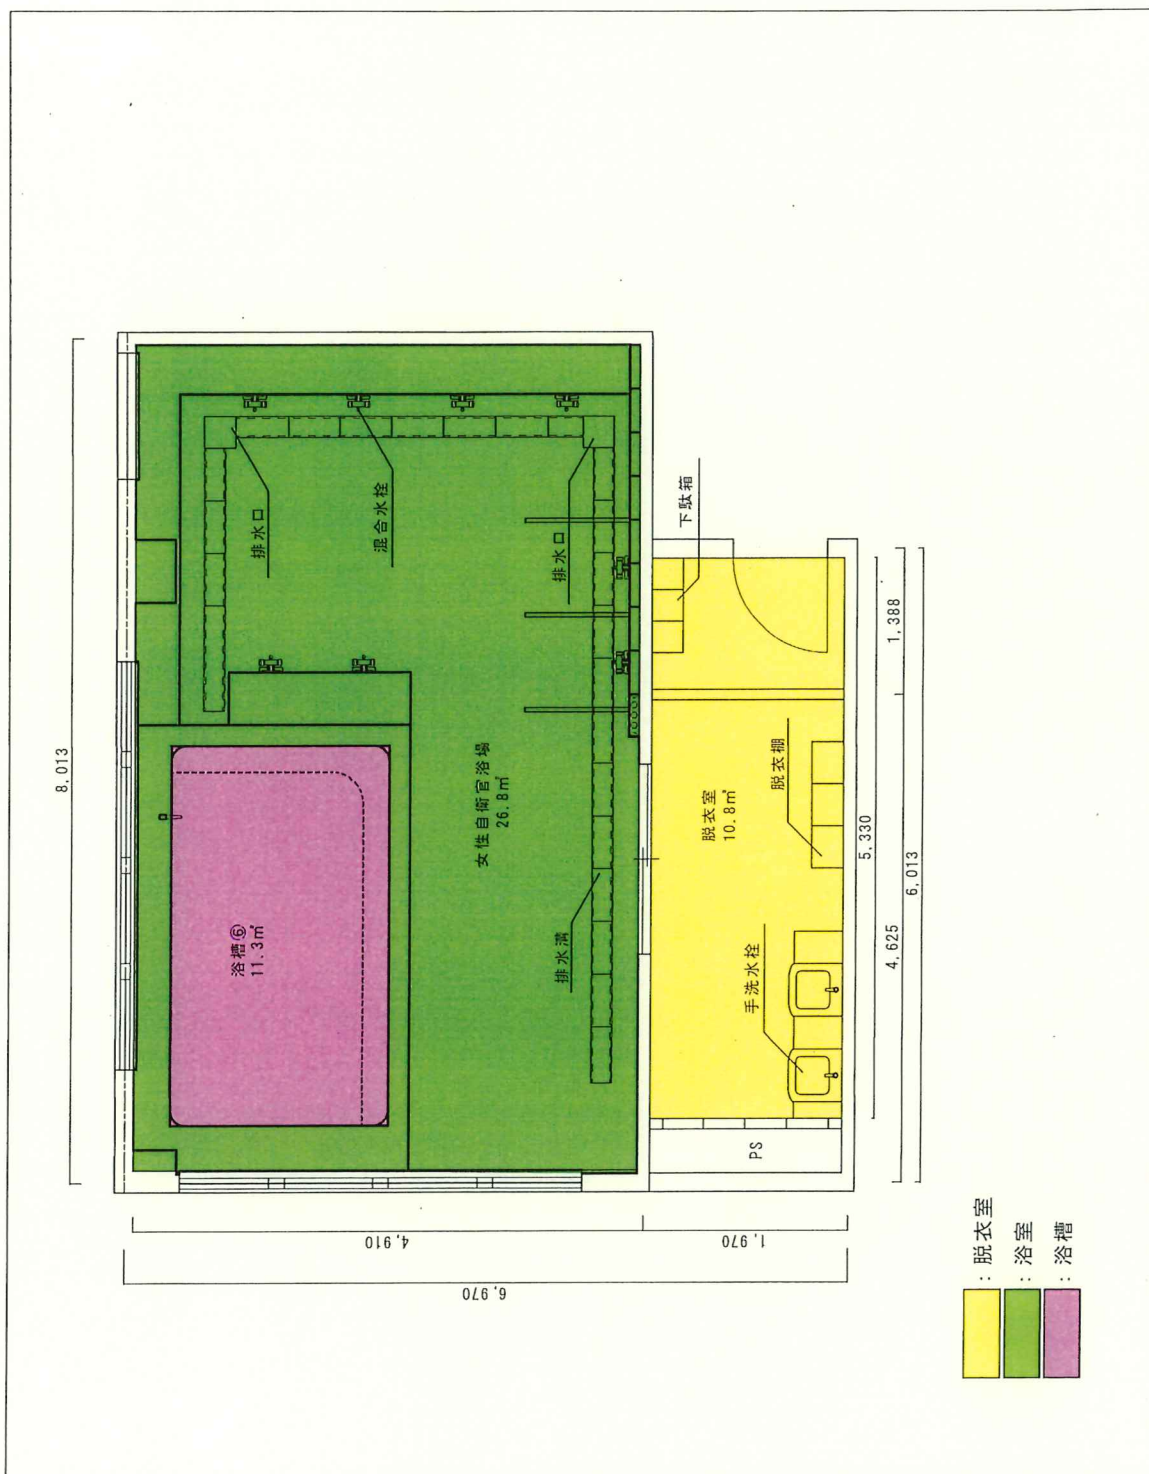 8,013
排水口
混合水栓
排水口
下駄箱
浴槽⑥
11.3㎡
女性自衛官浴場
26.8㎡
排水溝
脱衣室
10.8㎡
脱衣棚
手洗水栓
PS
1,388
5,330
4,625
6,013
4,910
1,970
6,970
：脱衣室
：浴室
：浴槽